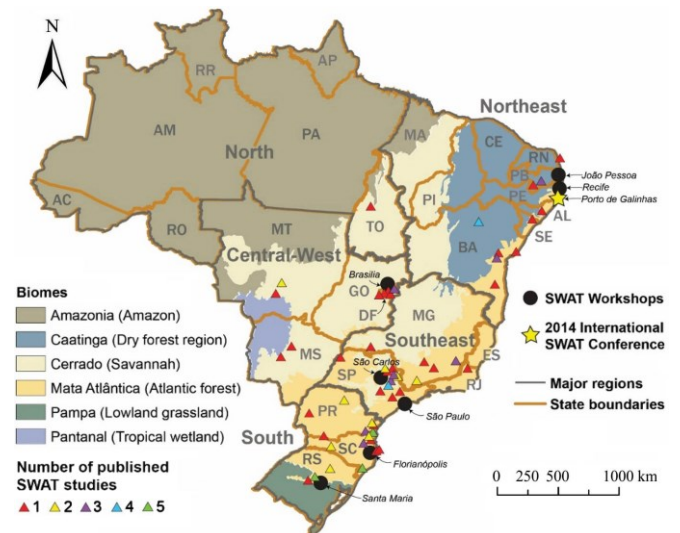 N
RR
AP
AM
PA
North
AC
RO
MA
Northeast
CE
RN
PB
PE
PI
AL
SE
João Pessoa
Recife
Porto de Galinhas
TO
BA
MT
Central-West
Brasilia
GO
DF
MG
Southeast
ES
RJ
MS
São Carlos
SP
São Paulo
PR
South
SC
Florianópolis
RS
Santa Maria
Biomes
Amazonia (Amazon)
Caatinga (Dry forest region)
Cerrado (Savannah)
Mata Atlântica (Atlantic forest)
Pampa (Lowland grassland)
Pantanal (Tropical wetland)
Number of published
SWAT studies
1 2 3 4 5
SWAT Workshops
2014 International
SWAT Conference
Major regions
State boundaries
0 500 1000 km